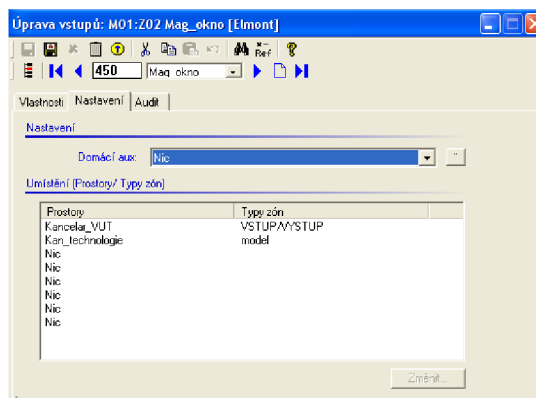 Úprava vstupů: M01:Z02 Mag_okno [Elmont]
x= Ref
450 Mag_okno
Vlastnosti Nastavení Audit
Nastavení
Domácí aux: Nic ..
Umístění (Prostory/ Typy zón)
Prostory Typy zón
Kancelar_VUT VSTUP/VYSTUP
Kan_technologie model
Nic
Nic
Nic
Nic
Nic
Nic
Změnit...